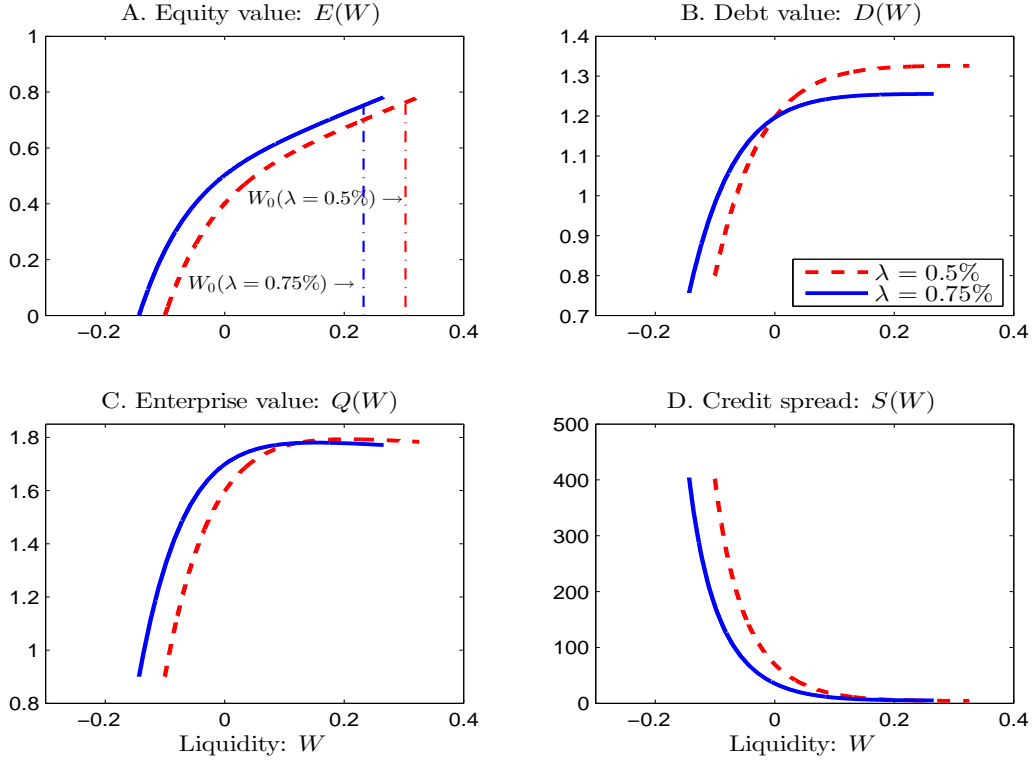 A. Equity value: E(W)
1
0.8
0.6
0.4
0.2
0
−0.2 0 0.2 0.4
W₀(λ = 0.5%) →
W₀(λ = 0.75%) →
B. Debt value: D(W)
1.4
1.3
1.2
1.1
1
0.9
0.8
0.7
−0.2 0 0.2 0.4
λ = 0.5%
λ = 0.75%
C. Enterprise value: Q(W)
1.8
1.6
1.4
1.2
1
0.8
−0.2 0 0.2 0.4
Liquidity: W
D. Credit spread: S(W)
500
400
300
200
100
0
−0.2 0 0.2 0.4
Liquidity: W